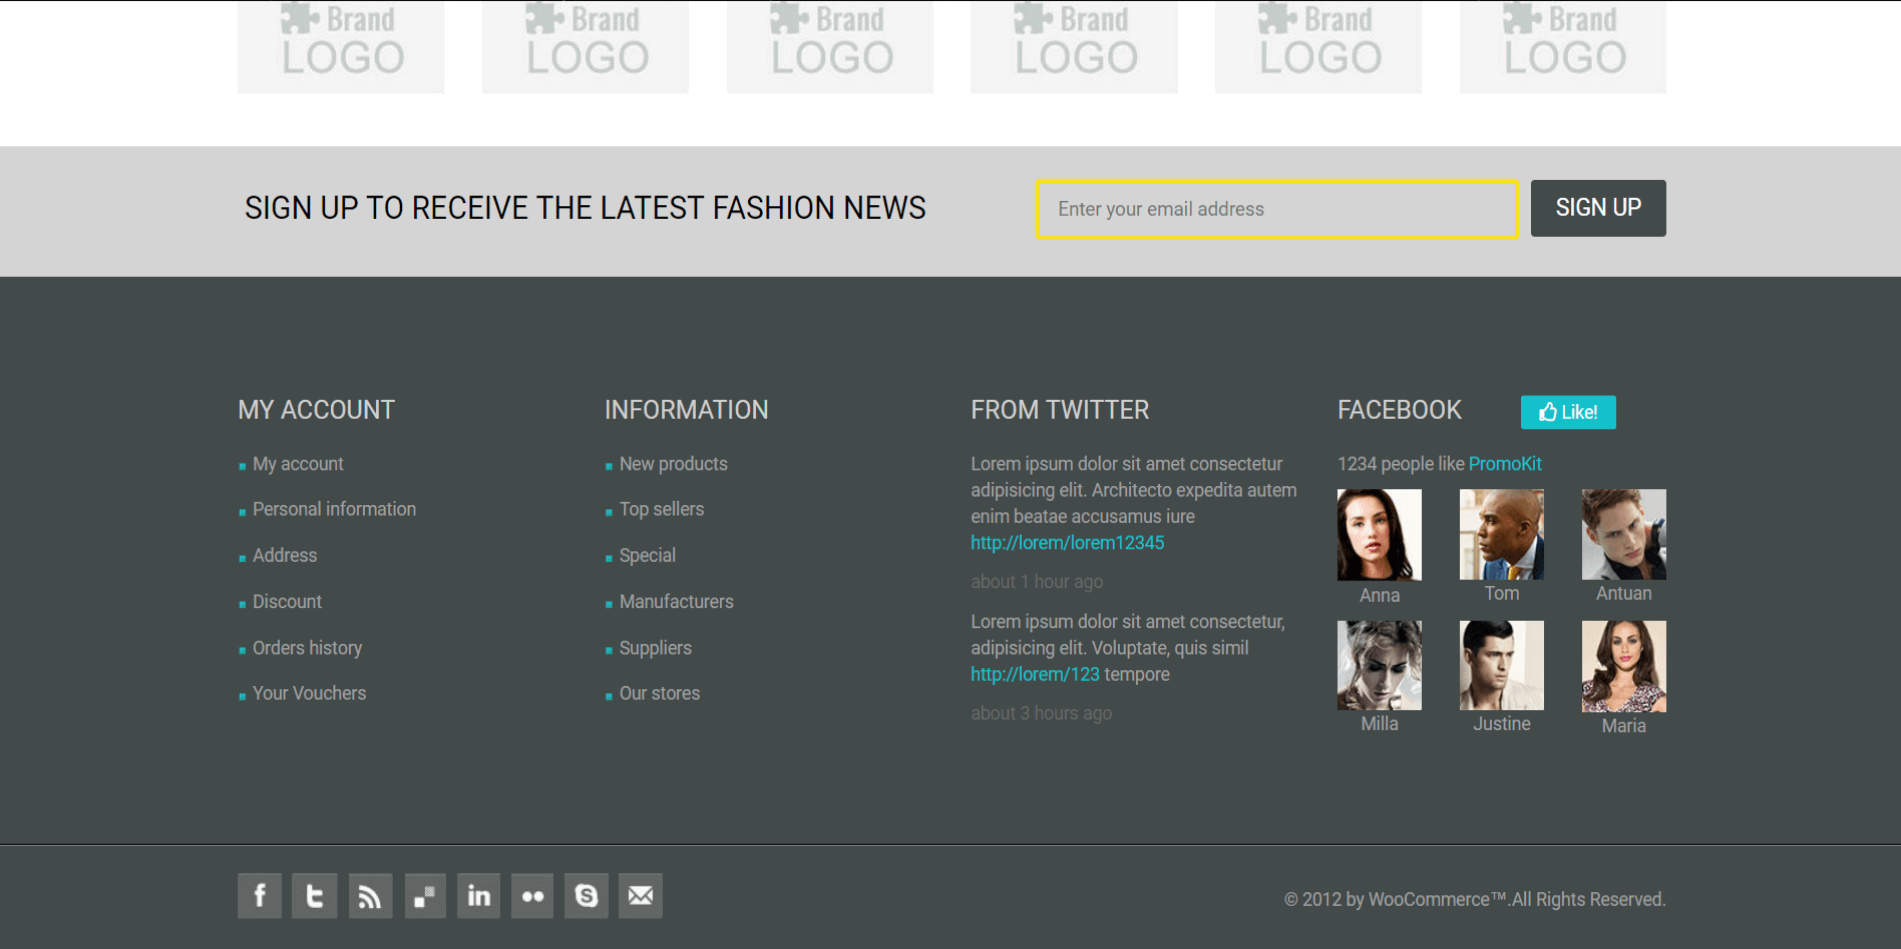 Brand LOGO
Brand LOGO
Brand LOGO
Brand LOGO
Brand LOGO
Brand LOGO
SIGN UP TO RECEIVE THE LATEST FASHION NEWS
Enter your email address
SIGN UP
MY ACCOUNT
My account
Personal information
Address
Discount
Orders history
Your Vouchers
INFORMATION
New products
Top sellers
Special
Manufacturers
Suppliers
Our stores
FROM TWITTER
Lorem ipsum dolor sit amet consectetur
adipisicing elit. Architecto expedita autem
enim beatae accusamus iure
http://lorem/lorem12345
about 1 hour ago
Lorem ipsum dolor sit amet consectetur,
adipisicing elit. Voluptate, quis simil
http://lorem/123 tempore
about 3 hours ago
FACEBOOK
Like!
1234 people like PromoKit
Anna
Tom
Antuan
Milla
Justine
Maria
© 2012 by WooCommerce™.All Rights Reserved.